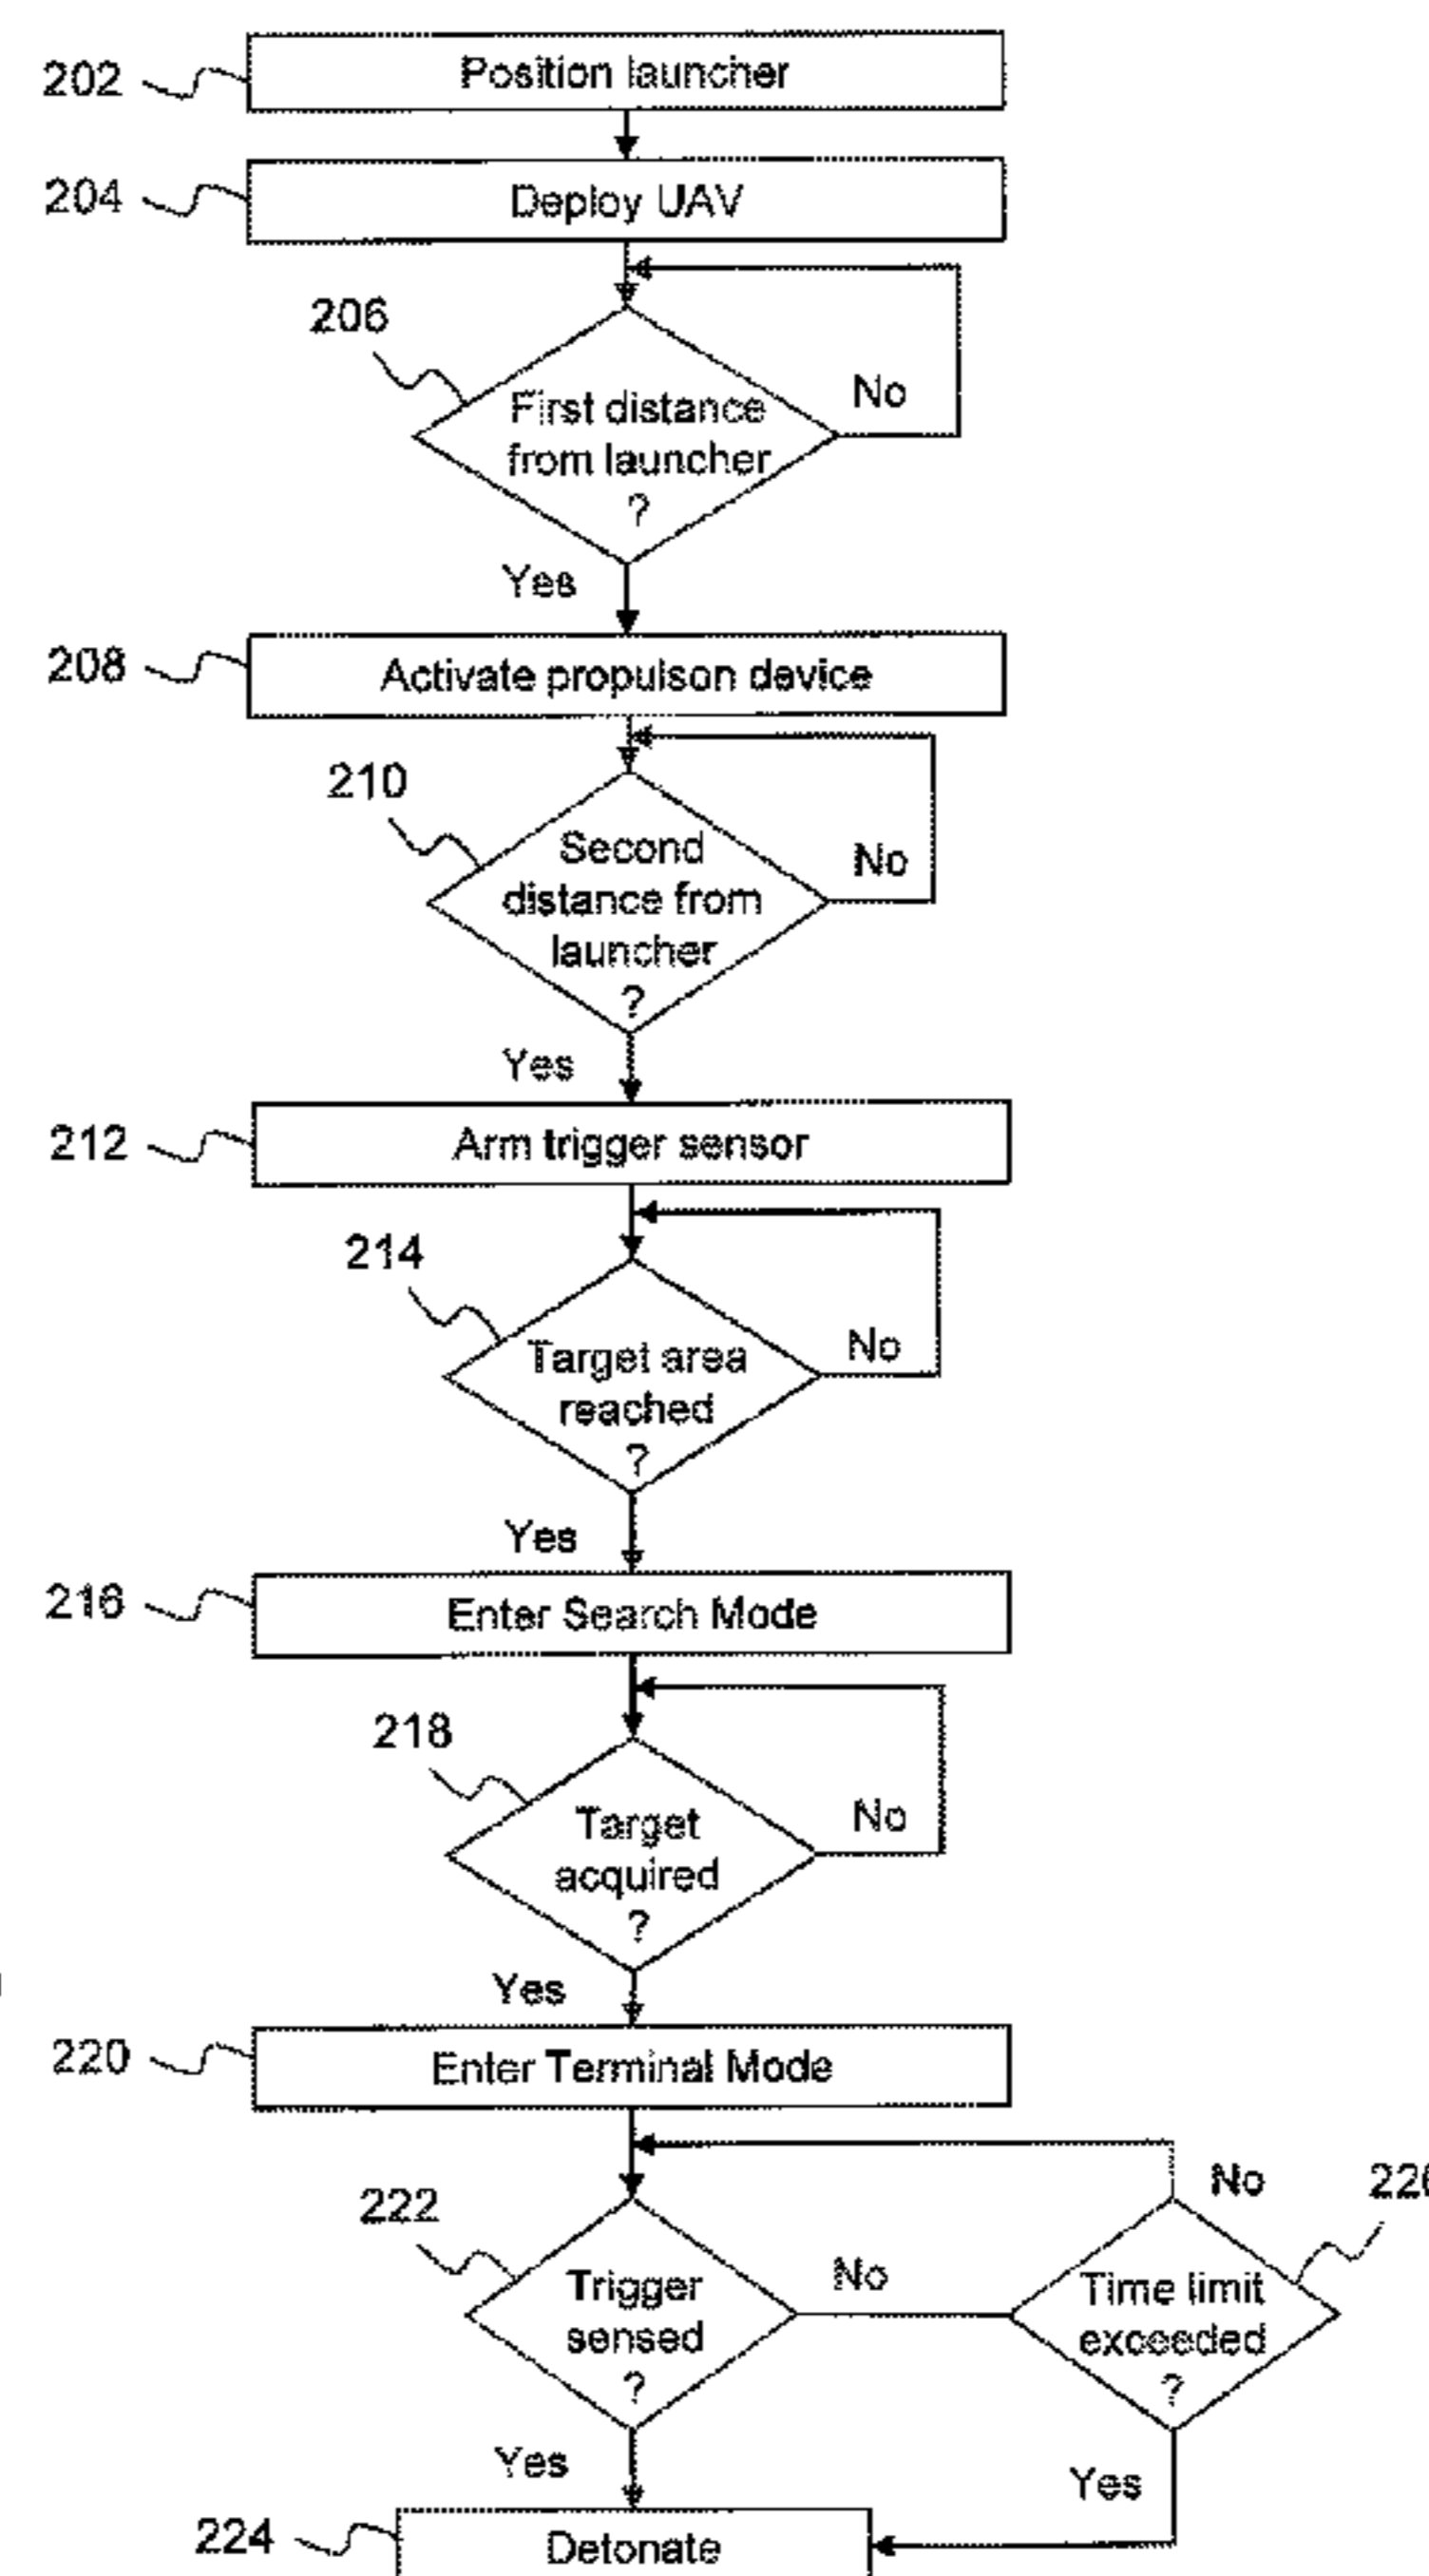 202
Position launcher
204
Deploy UAV
206
First distance
from launcher
?
No
Yes
208
Activate propulson device
210
Second
distance from
launcher
?
No
Yes
212
Arm trigger sensor
214
Target area
reached
?
No
Yes
216
Enter Search Mode
218
Target
acquired
?
No
Yes
220
Enter Terminal Mode
222
Trigger
sensed
?
No
Yes
No
Time limit
exceeded
?
Yes
224
Detonate